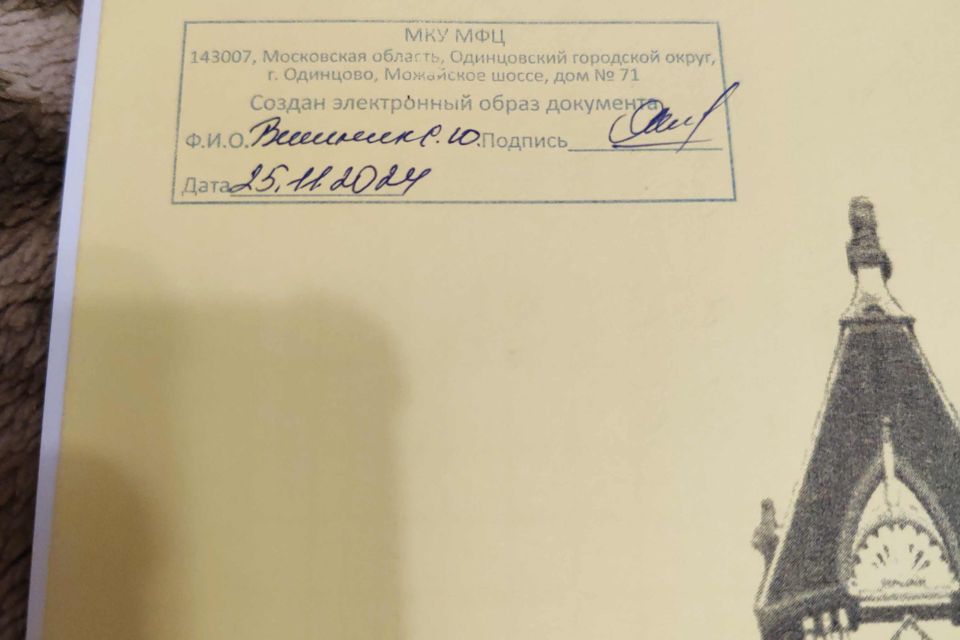 МКУ МФЦ
143007, Московская область, Одинцовский городской округ,
г. Одинцово, Можайское шоссе, дом № 71
Создан электронный образ документа
Ф.И.О. Подпись
Дата 25.11.2024